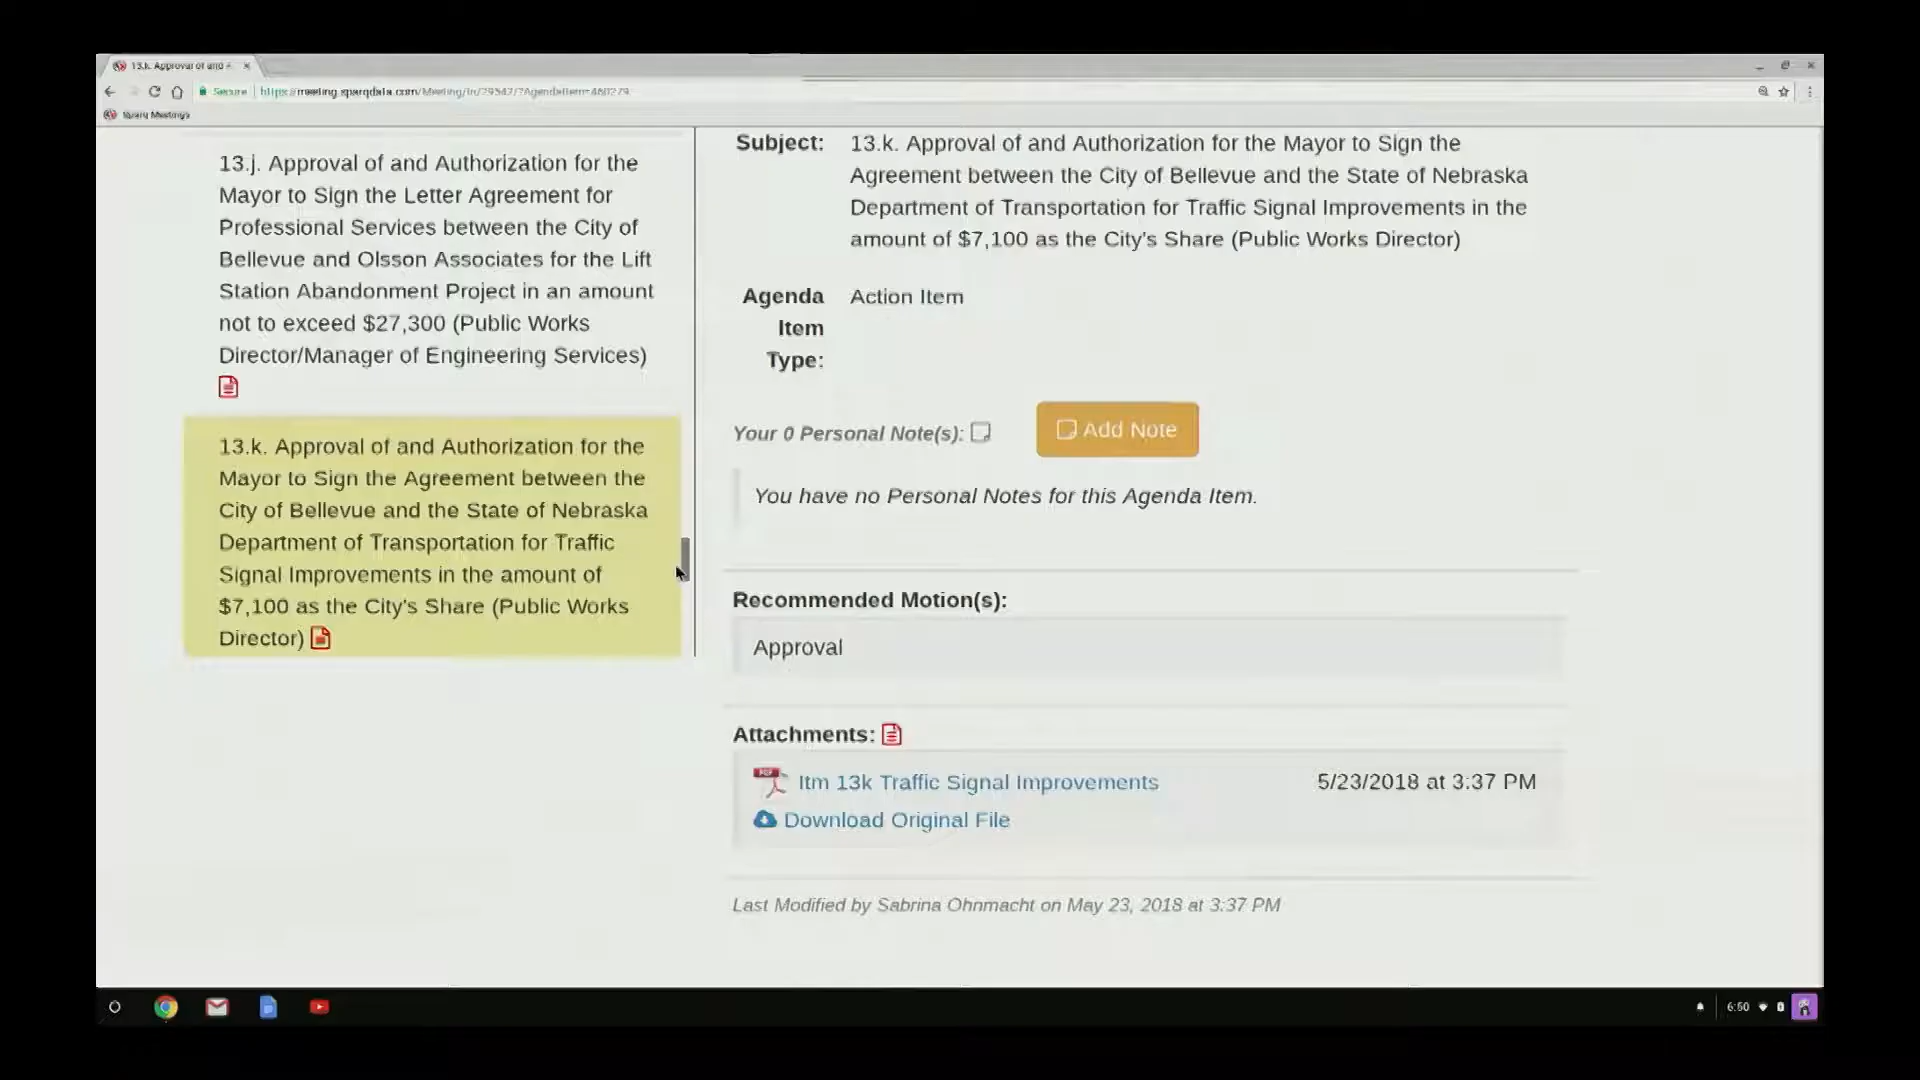 13.k. Approval of and
Secure https://meeting.sparqdata.com/Meeting/
Sparq Meetings
13.j. Approval of and Authorization for the
Mayor to Sign the Letter Agreement for
Professional Services between the City of
Bellevue and Olsson Associates for the Lift
Station Abandonment Project in an amount
not to exceed $27,300 (Public Works
Director/Manager of Engineering Services)
13.k. Approval of and Authorization for the
Mayor to Sign the Agreement between the
City of Bellevue and the State of Nebraska
Department of Transportation for Traffic
Signal Improvements in the amount of
$7,100 as the City's Share (Public Works
Director)
Subject: 13.k. Approval of and Authorization for the Mayor to Sign the
Agreement between the City of Bellevue and the State of Nebraska
Department of Transportation for Traffic Signal Improvements in the
amount of $7,100 as the City's Share (Public Works Director)
Agenda Action Item
Item
Type:
Your 0 Personal Note(s):
Add Note
You have no Personal Notes for this Agenda Item.
Recommended Motion(s):
Approval
Attachments:
PDF Itm 13k Traffic Signal Improvements 5/23/2018 at 3:37 PM
Download Original File
Last Modified by Sabrina Ohnmacht on May 23, 2018 at 3:37 PM
6:50